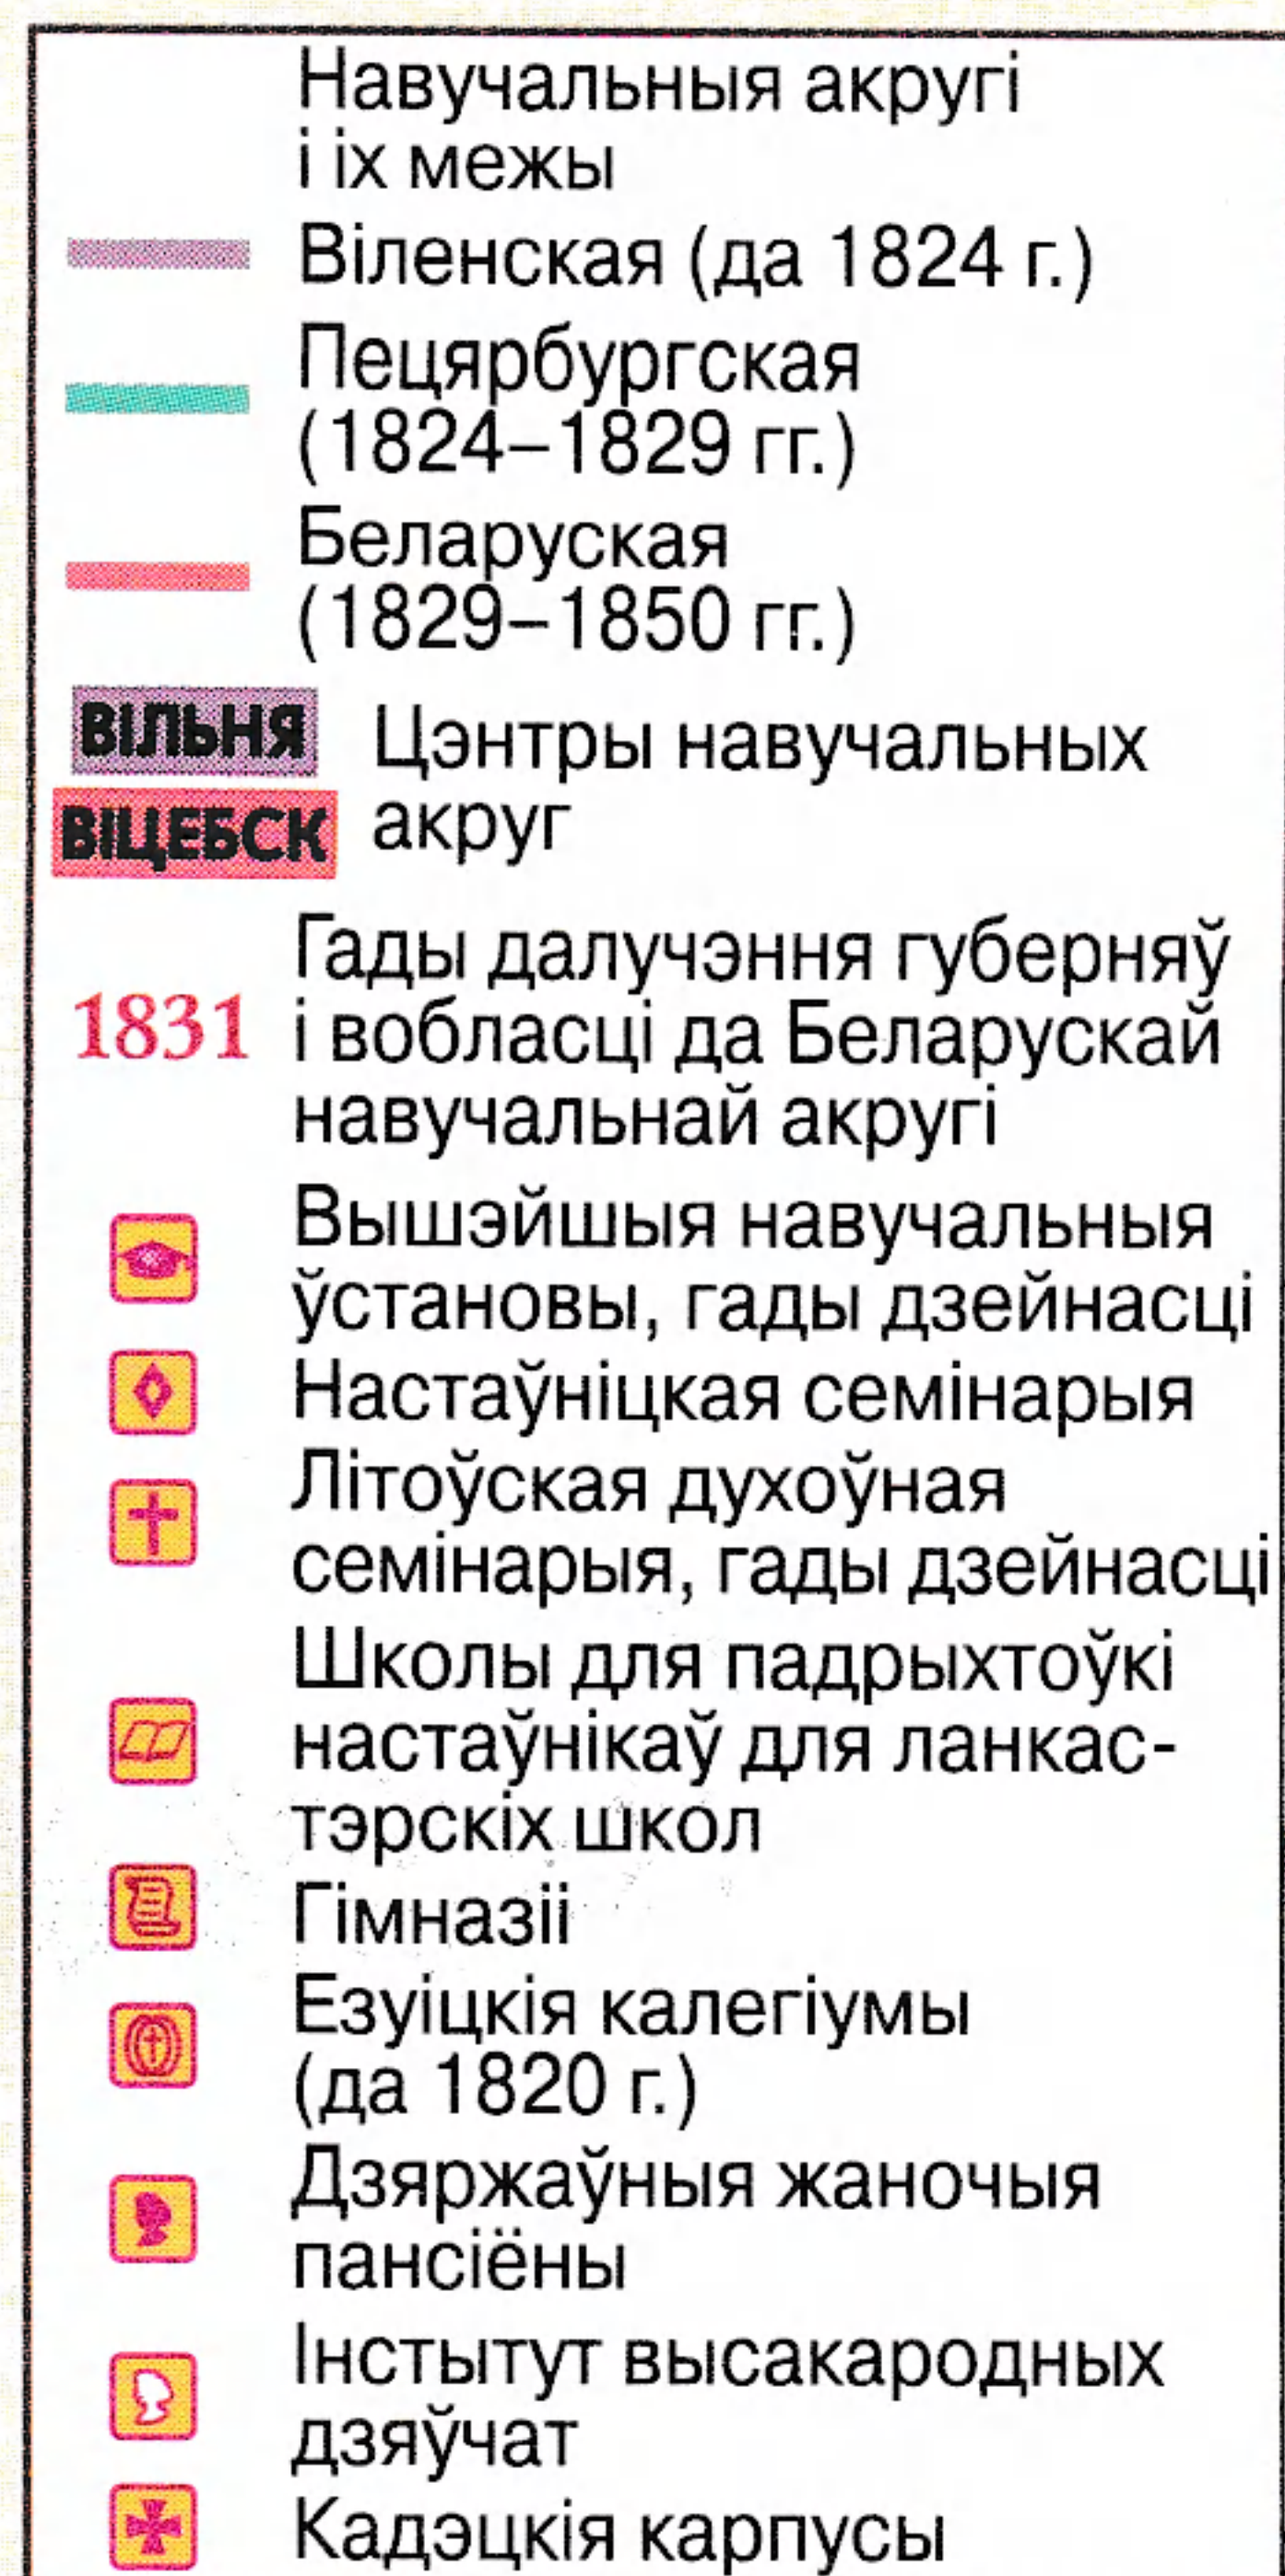 Навучальныя акругі
і іх межы
Віленская (да 1824 г.)
Пецярбургская
(1824–1829 гг.)
Беларуская
(1829–1850 гг.)
ВІЛЬНЯ
ВІЦЕБСК
Цэнтры навучальных
акруг
1831
Гады далучэння губерняў
і вобласці да Беларускай
навучальнай акругі
Вышэйшыя навучальныя
ўстановы, гады дзейнасці
Настаўніцкая семінарыя
Літоўская духоўная
семінарыя, гады дзейнасці
Школы для падрыхтоўкі
настаўнікаў для ланкас-
тэрскіх школ
Гімназіі
Езуіцкія калегіумы
(да 1820 г.)
Дзяржаўныя жаночыя
пансіёны
Інстытут высакародных
дзяўчат
Кадэцкія карпусы